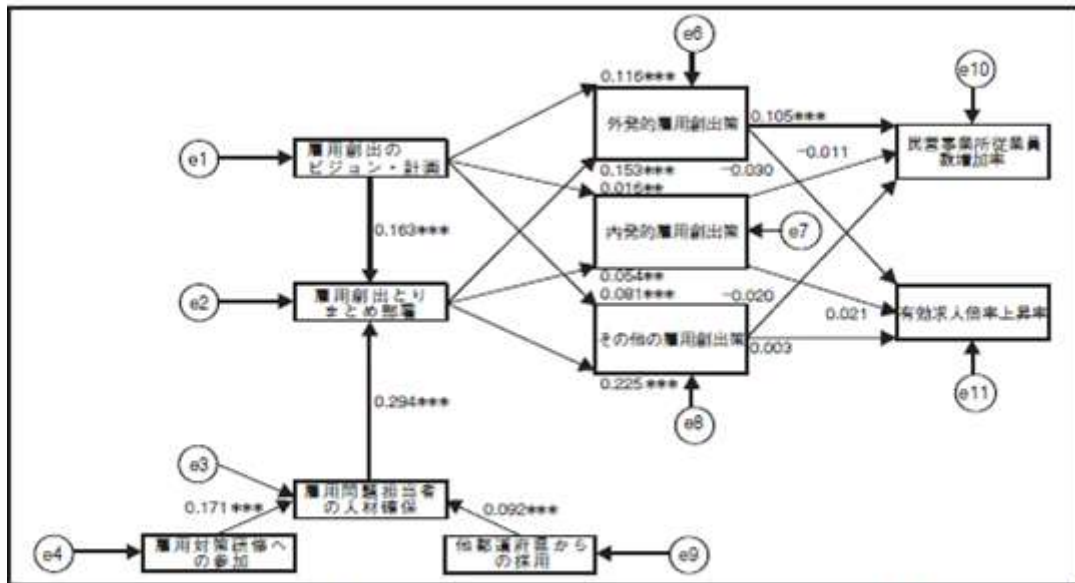 e6
e10
0.116***
外発的雇用創出策
0.105***
民営事業所従業員
数増加率
-0.011
e1
雇用創出の
ビジョン・計画
0.153***
-0.030
0.016**
内発的雇用創出策
e7
0.163***
e2
雇用創出とり
まとめ部署
0.054**
0.081***
-0.020
その他の雇用創出策
0.021
有効求人倍率上昇率
0.003
0.225***
e8
e11
0.294***
e3
雇用問題担当者
の人材確保
0.171***
0.092***
e4
雇用対策研修へ
の参加
他都道府県から
の採用
e9